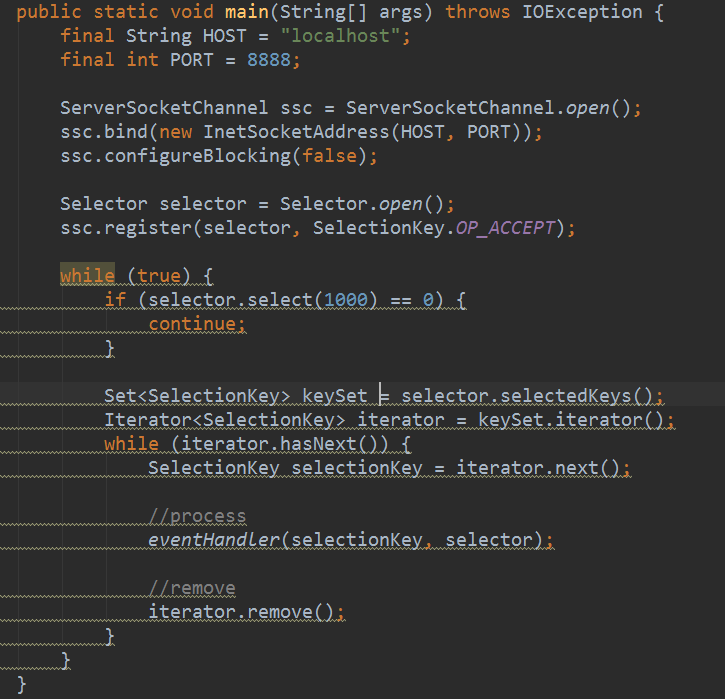 public static void main(String[] args) throws IOException {
final String HOST = "localhost";
final int PORT = 8888;
ServerSocketChannel ssc = ServerSocketChannel.open();
ssc.bind(new InetSocketAddress(HOST, PORT));
ssc.configureBlocking(false);
Selector selector = Selector.open();
ssc.register(selector, SelectionKey.OP_ACCEPT);
while (true) {
if (selector.select(1000) == 0) {
continue;
}
Set<SelectionKey> keySet = selector.selectedKeys();
Iterator<SelectionKey> iterator = keySet.iterator();
while (iterator.hasNext()) {
SelectionKey selectionKey = iterator.next();
//process
eventHandler(selectionKey, selector);
//remove
iterator.remove();
}
}
}